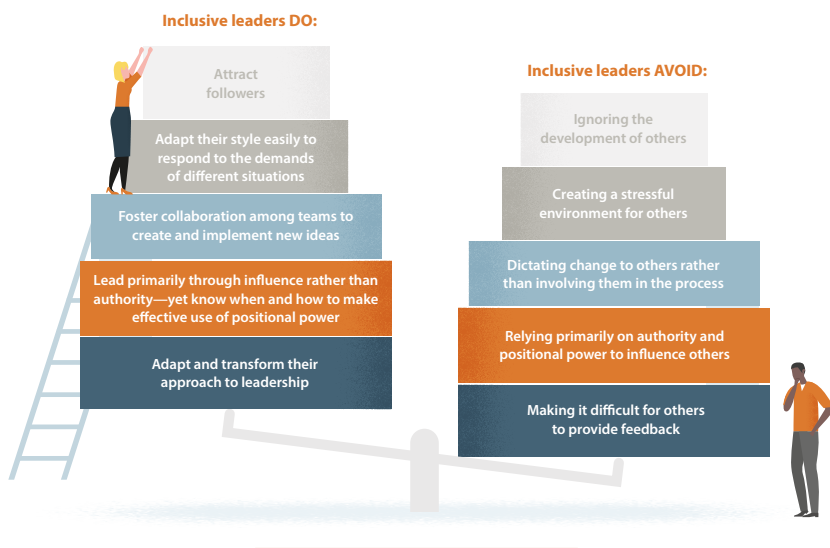 Inclusive leaders DO:
Attract
followers
Adapt their style easily to
respond to the demands
of different situations
Foster collaboration among teams to
create and implement new ideas
Lead primarily through influence rather than
authority—yet know when and how to make
effective use of positional power
Adapt and transform their
approach to leadership
Inclusive leaders AVOID:
Ignoring the
development of others
Creating a stressful
environment for others
Dictating change to others rather
than involving them in the process
Relying primarily on authority and
positional power to influence others
Making it difficult for others
to provide feedback